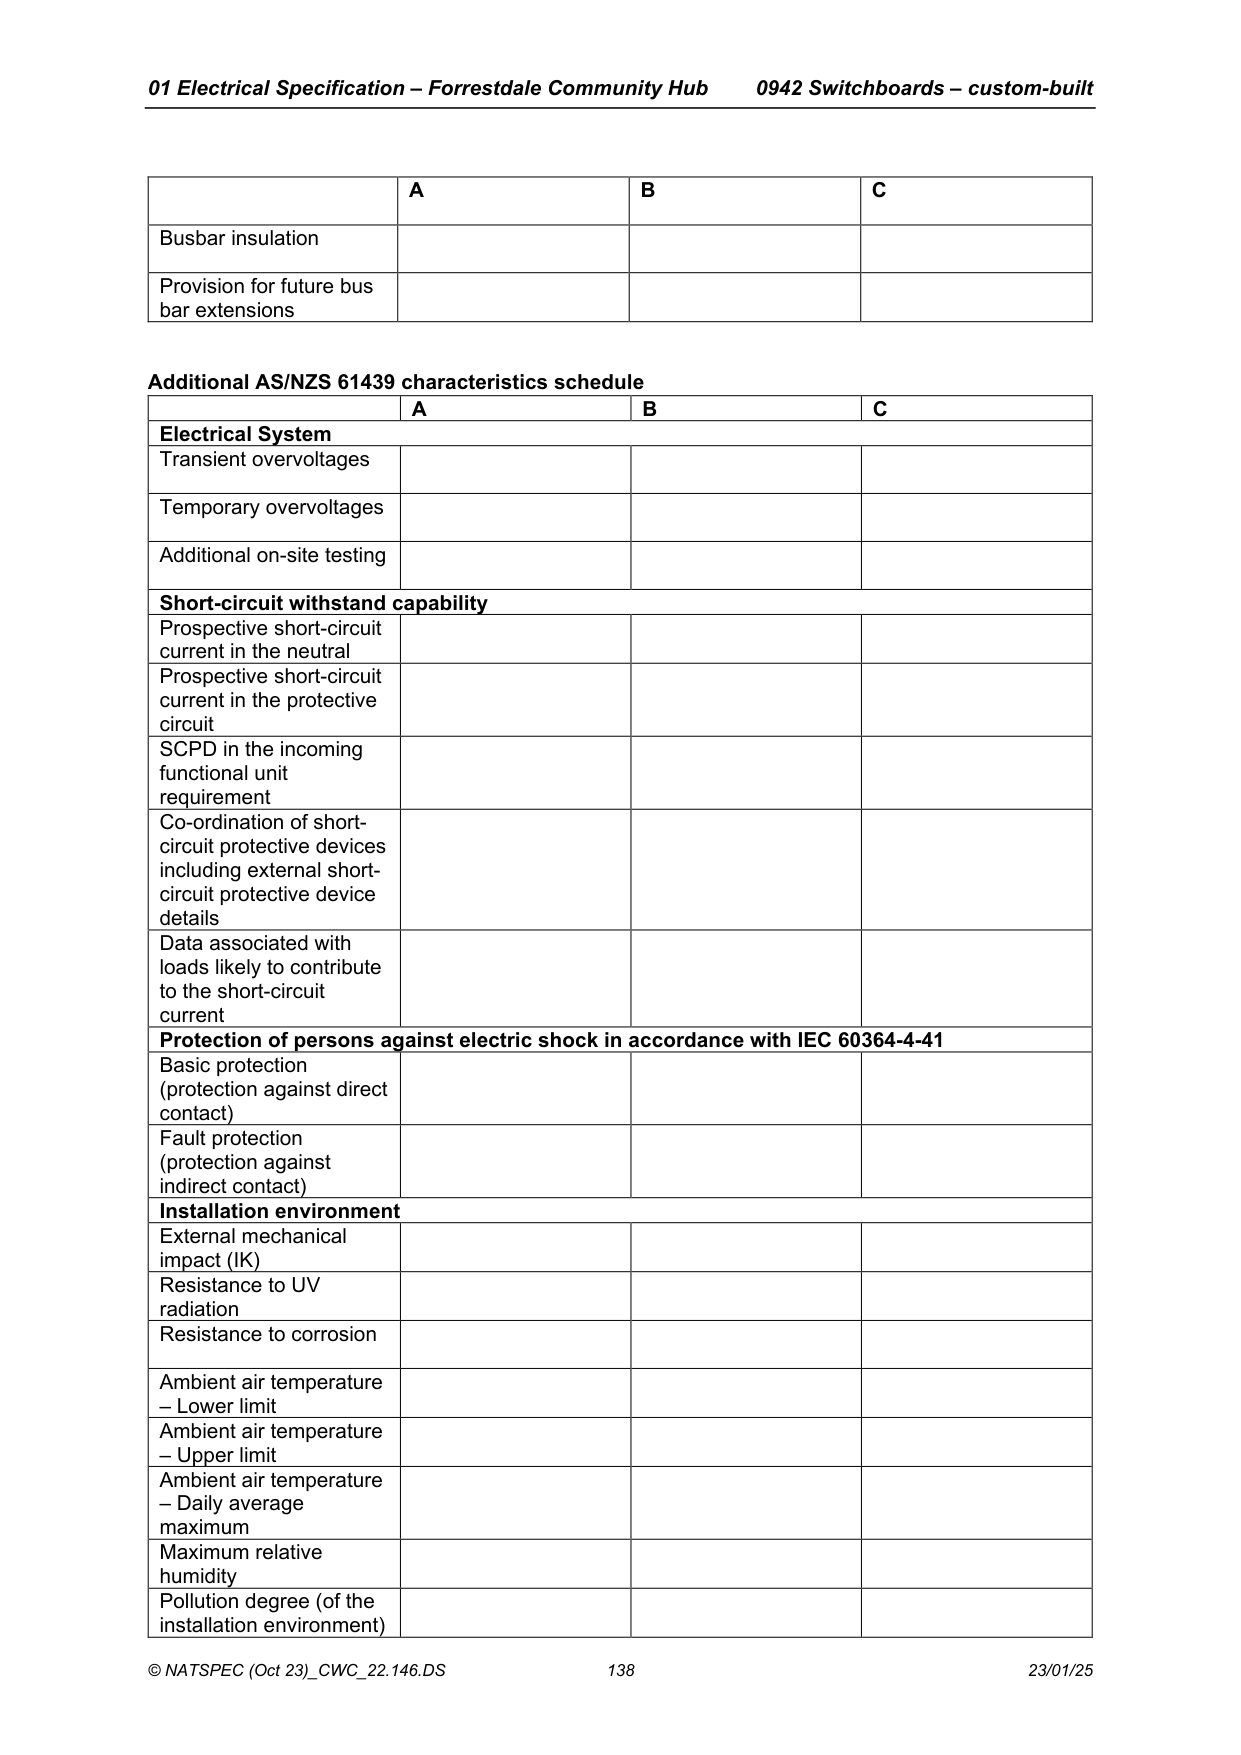 01 Electrical Specification – Forrestdale Community Hub 0942 Switchboards – custom-built
A B C
Busbar insulation
Provision for future bus
bar extensions
Additional AS/NZS 61439 characteristics schedule
A B C
Electrical System
Transient overvoltages
Temporary overvoltages
Additional on-site testing
Short-circuit withstand capability
Prospective short-circuit
current in the neutral
Prospective short-circuit
current in the protective
circuit
SCPD in the incoming
functional unit
requirement
Co-ordination of short-
circuit protective devices
including external short-
circuit protective device
details
Data associated with
loads likely to contribute
to the short-circuit
current
Protection of persons against electric shock in accordance with IEC 60364-4-41
Basic protection
(protection against direct
contact)
Fault protection
(protection against
indirect contact)
Installation environment
External mechanical
impact (IK)
Resistance to UV
radiation
Resistance to corrosion
Ambient air temperature
– Lower limit
Ambient air temperature
– Upper limit
Ambient air temperature
– Daily average
maximum
Maximum relative
humidity
Pollution degree (of the
installation environment)
© NATSPEC (Oct 23)_CWC_22.146.DS 138 23/01/25